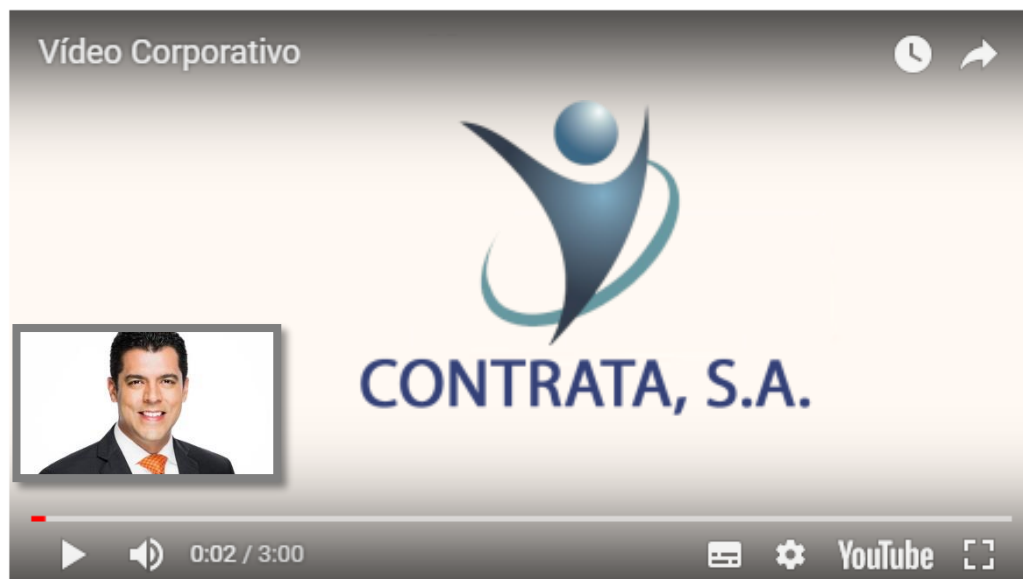 Vídeo Corporativo
CONTRATA, S.A.
0:02 / 3:00
YouTube